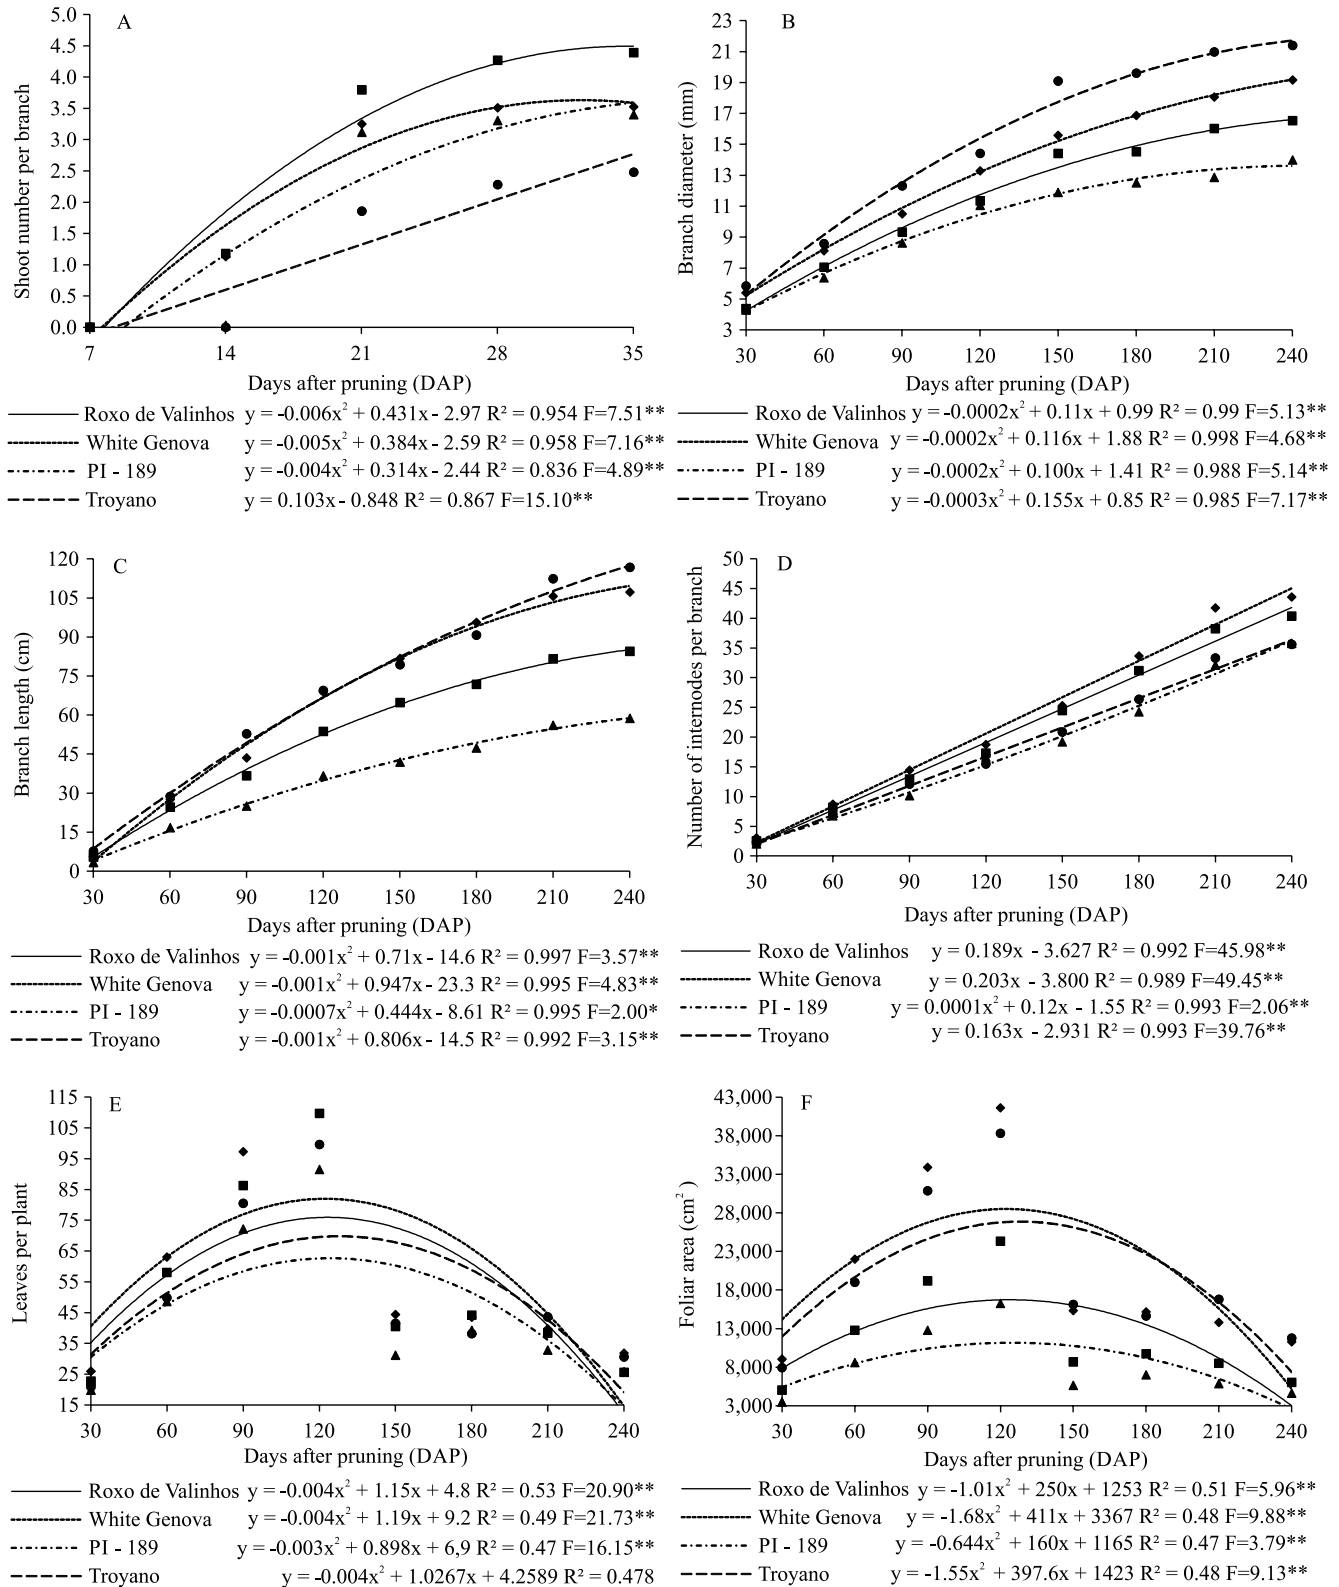 A
Shoot number per branch
5.0
4.5
4.0
3.5
3.0
2.5
2.0
1.5
1.0
0.5
0.0
7 14 21 28 35
Days after pruning (DAP)
Roxo de Valinhos y = -0.006x² + 0.431x - 2.97 R² = 0.954 F=7.51**
White Genova y = -0.005x² + 0.384x - 2.59 R² = 0.958 F=7.16**
PI - 189 y = -0.004x² + 0.314x - 2.44 R² = 0.836 F=4.89**
Troyano y = 0.103x - 0.848 R² = 0.867 F=15.10**
B
Branch diameter (mm)
23
21
19
17
15
13
11
9
7
5
3
30 60 90 120 150 180 210 240
Days after pruning (DAP)
Roxo de Valinhos y = -0.0002x² + 0.11x + 0.99 R² = 0.99 F=5.13**
White Genova y = -0.0002x² + 0.116x + 1.88 R² = 0.998 F=4.68**
PI - 189 y = -0.0002x² + 0.100x + 1.41 R² = 0.988 F=5.14**
Troyano y = -0.0003x² + 0.155x + 0.85 R² = 0.985 F=7.17**
C
Branch length (cm)
120
105
90
75
60
45
30
15
0
30 60 90 120 150 180 210 240
Days after pruning (DAP)
Roxo de Valinhos y = -0.001x² + 0.71x - 14.6 R² = 0.997 F=3.57**
White Genova y = -0.001x² + 0.947x - 23.3 R² = 0.995 F=4.83**
PI - 189 y = -0.0007x² + 0.444x - 8.61 R² = 0.995 F=2.00*
Troyano y = -0.001x² + 0.806x - 14.5 R² = 0.992 F=3.15**
D
Number of internodes per branch
50
45
40
35
30
25
20
15
10
5
0
30 60 90 120 150 180 210 240
Days after pruning (DAP)
Roxo de Valinhos y = 0.189x - 3.627 R² = 0.992 F=45.98**
White Genova y = 0.203x - 3.800 R² = 0.989 F=49.45**
PI - 189 y = 0.0001x² + 0.12x - 1.55 R² = 0.993 F=2.06**
Troyano y = 0.163x - 2.931 R² = 0.993 F=39.76**
E
Leaves per plant
115
105
95
85
75
65
55
45
35
25
15
30 60 90 120 150 180 210 240
Days after pruning (DAP)
Roxo de Valinhos y = -0.004x² + 1.15x + 4.8 R² = 0.53 F=20.90**
White Genova y = -0.004x² + 1.19x + 9.2 R² = 0.49 F=21.73**
PI - 189 y = -0.003x² + 0.898x + 6,9 R² = 0.47 F=16.15**
Troyano y = -0.004x² + 1.0267x + 4.2589 R² = 0.478
F
Foliar area (cm²)
43,000
38,000
33,000
28,000
23,000
18,000
13,000
8,000
3,000
30 60 90 120 150 180 210 240
Days after pruning (DAP)
Roxo de Valinhos y = -1.01x² + 250x + 1253 R² = 0.51 F=5.96**
White Genova y = -1.68x² + 411x + 3367 R² = 0.48 F=9.88**
PI - 189 y = -0.644x² + 160x + 1165 R² = 0.47 F=3.79**
Troyano y = -1.55x² + 397.6x + 1423 R² = 0.48 F=9.13**